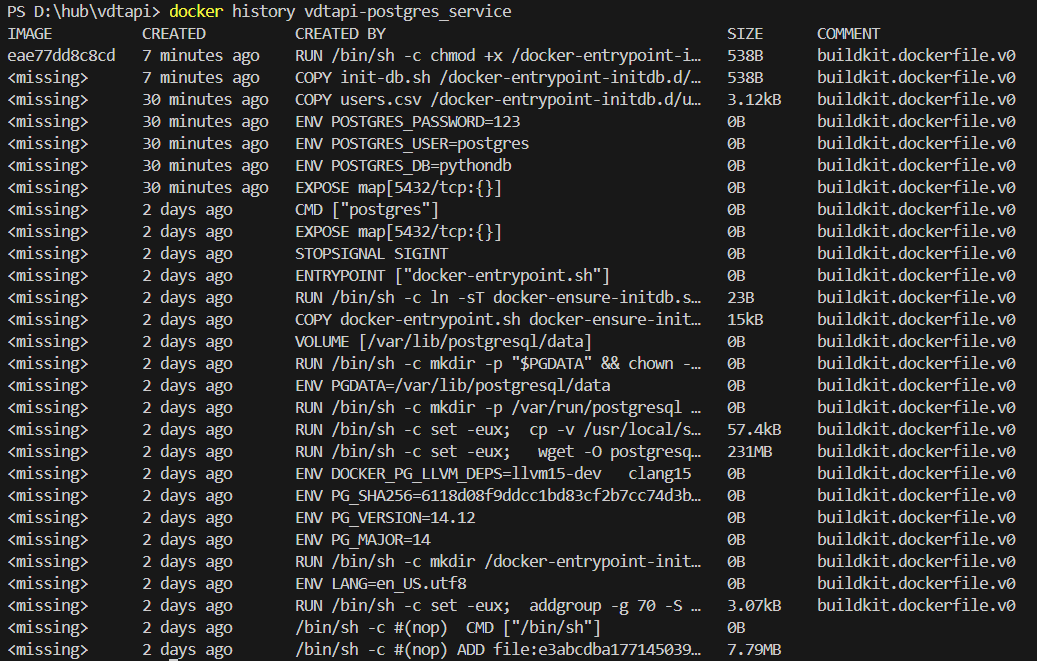 PS D:\hub\vdtapi> docker history vdtapi-postgres_service
IMAGE CREATED CREATED BY SIZE COMMENT
eae77dd8c8cd 7 minutes ago RUN /bin/sh -c chmod +x /docker-entrypoint-i… 538B buildkit.dockerfile.v0
<missing> 7 minutes ago COPY init-db.sh /docker-entrypoint-initdb.d/… 538B buildkit.dockerfile.v0
<missing> 30 minutes ago COPY users.csv /docker-entrypoint-initdb.d/u… 3.12kB buildkit.dockerfile.v0
<missing> 30 minutes ago ENV POSTGRES_PASSWORD=123 0B buildkit.dockerfile.v0
<missing> 30 minutes ago ENV POSTGRES_USER=postgres 0B buildkit.dockerfile.v0
<missing> 30 minutes ago ENV POSTGRES_DB=pythondb 0B buildkit.dockerfile.v0
<missing> 30 minutes ago EXPOSE map[5432/tcp:{}] 0B buildkit.dockerfile.v0
<missing> 2 days ago CMD ["postgres"] 0B buildkit.dockerfile.v0
<missing> 2 days ago EXPOSE map[5432/tcp:{}] 0B buildkit.dockerfile.v0
<missing> 2 days ago STOPSIGNAL SIGINT 0B buildkit.dockerfile.v0
<missing> 2 days ago ENTRYPOINT ["docker-entrypoint.sh"] 0B buildkit.dockerfile.v0
<missing> 2 days ago RUN /bin/sh -c ln -sT docker-ensure-initdb.s… 23B buildkit.dockerfile.v0
<missing> 2 days ago COPY docker-entrypoint.sh docker-ensure-init… 15kB buildkit.dockerfile.v0
<missing> 2 days ago VOLUME [/var/lib/postgresql/data] 0B buildkit.dockerfile.v0
<missing> 2 days ago RUN /bin/sh -c mkdir -p "$PGDATA" && chown -… 0B buildkit.dockerfile.v0
<missing> 2 days ago ENV PGDATA=/var/lib/postgresql/data 0B buildkit.dockerfile.v0
<missing> 2 days ago RUN /bin/sh -c mkdir -p /var/run/postgresql … 0B buildkit.dockerfile.v0
<missing> 2 days ago RUN /bin/sh -c set -eux; cp -v /usr/local/s… 57.4kB buildkit.dockerfile.v0
<missing> 2 days ago RUN /bin/sh -c set -eux; wget -O postgresq… 231MB buildkit.dockerfile.v0
<missing> 2 days ago ENV DOCKER_PG_LLVM_DEPS=llvm15-dev clang15 0B buildkit.dockerfile.v0
<missing> 2 days ago ENV PG_SHA256=6118d08f9ddcc1bd83cf2b7cc74d3b… 0B buildkit.dockerfile.v0
<missing> 2 days ago ENV PG_VERSION=14.12 0B buildkit.dockerfile.v0
<missing> 2 days ago ENV PG_MAJOR=14 0B buildkit.dockerfile.v0
<missing> 2 days ago RUN /bin/sh -c mkdir /docker-entrypoint-init… 0B buildkit.dockerfile.v0
<missing> 2 days ago ENV LANG=en_US.utf8 0B buildkit.dockerfile.v0
<missing> 2 days ago RUN /bin/sh -c set -eux; addgroup -g 70 -S … 3.07kB buildkit.dockerfile.v0
<missing> 2 days ago /bin/sh -c #(nop) CMD ["/bin/sh"] 0B
<missing> 2 days ago /bin/sh -c #(nop) ADD file:e3abcdba177145039… 7.79MB